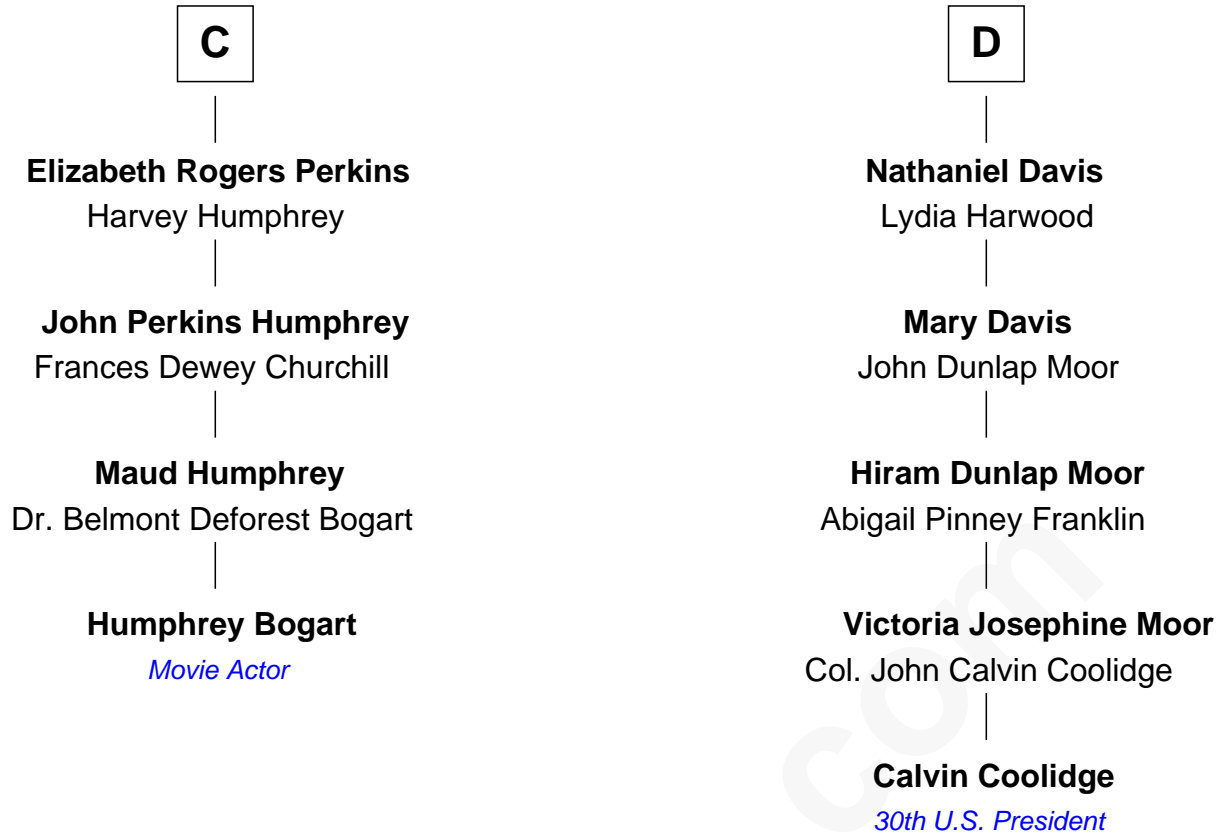 C
Elizabeth Rogers Perkins
Harvey Humphrey
John Perkins Humphrey
Frances Dewey Churchill
Maud Humphrey
Dr. Belmont Deforest Bogart
Humphrey Bogart
Movie Actor
D
Nathaniel Davis
Lydia Harwood
Mary Davis
John Dunlap Moor
Hiram Dunlap Moor
Abigail Pinney Franklin
Victoria Josephine Moor
Col. John Calvin Coolidge
Calvin Coolidge
30th U.S. President
com